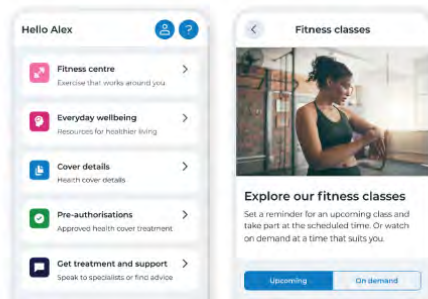 Hello Alex
?
Fitness centre
Exercise that works around you
Everyday wellbeing
Resources for healthier living
Cover details
Health cover details
Pre-authorisations
Approved health cover treatment
Get treatment and support
Speak to specialists or find advice
Fitness classes
Explore our fitness classes
Set a reminder for an upcoming class and
take part at the scheduled time. Or watch
on demand at a time that suits you.
Upcoming
On demand